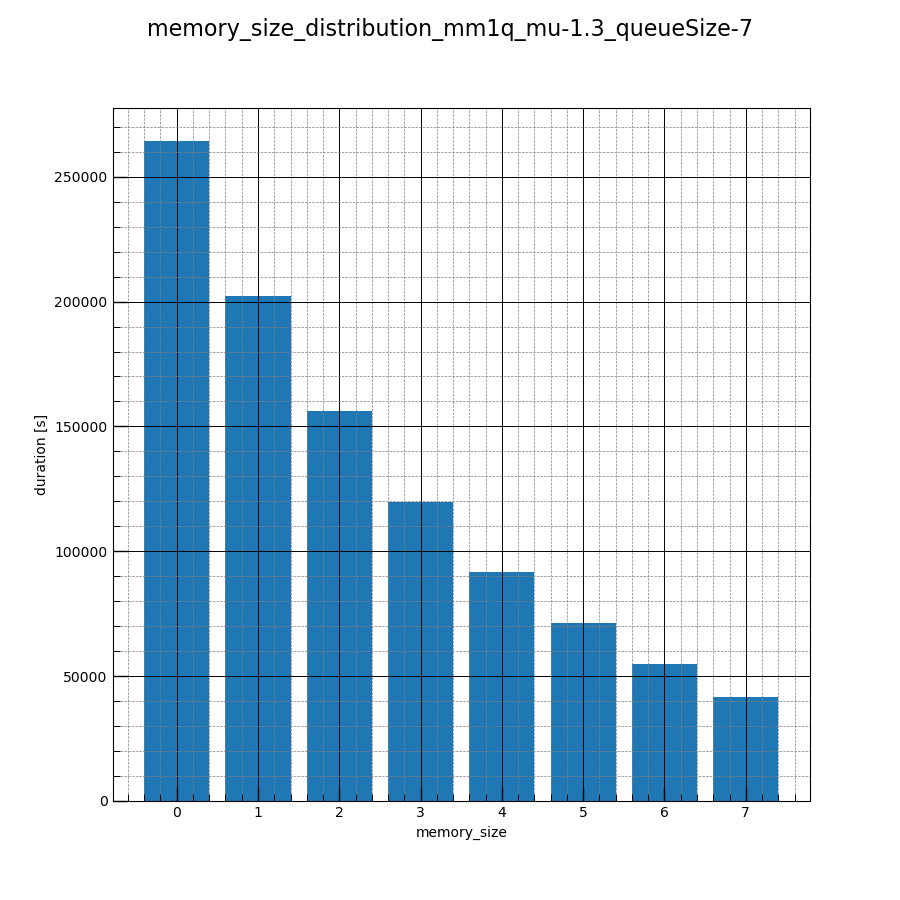 memory_size_distribution_mm1q_mu-1.3_queueSize-7
250000
200000
150000
100000
50000
0
duration [s]
0 1 2 3 4 5 6 7
memory_size